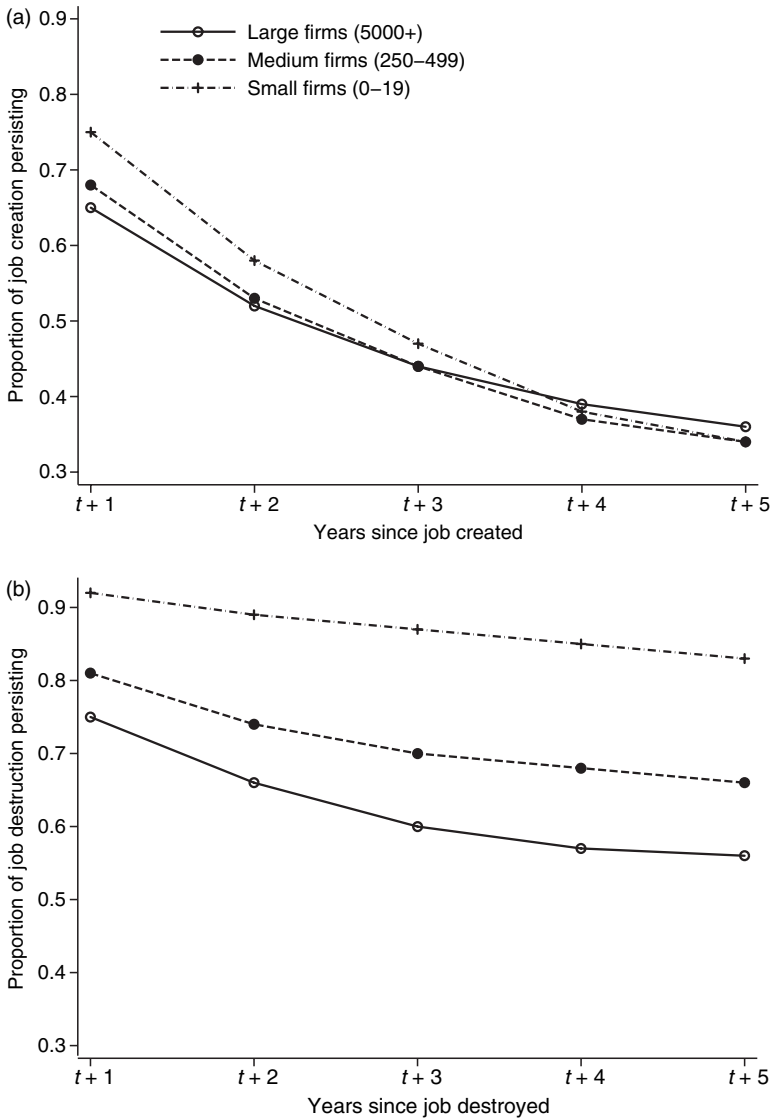 (a)
Large firms (5000+)
Medium firms (250–499)
Small firms (0–19)
Proportion of job creation persisting
0.9
0.8
0.7
0.6
0.5
0.4
0.3
t + 1
t + 2
t + 3
t + 4
t + 5
Years since job created
(b)
Proportion of job destruction persisting
0.9
0.8
0.7
0.6
0.5
0.4
0.3
t + 1
t + 2
t + 3
t + 4
t + 5
Years since job destroyed